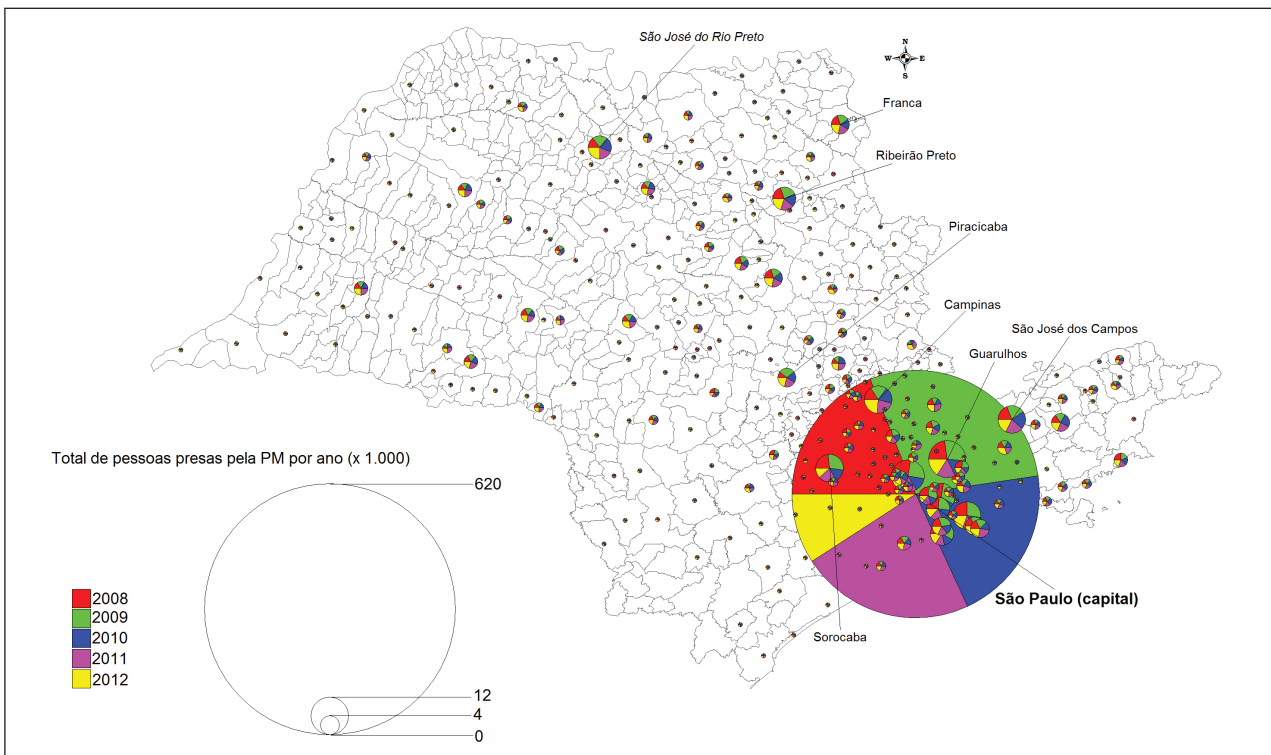 São José do Rio Preto
N
W E
S
Franca
Ribeirão Preto
Piracicaba
Campinas
São José dos Campos
Guarulhos
Total de pessoas presas pela PM por ano (x 1.000)
620
2008
2009
2010
2011
2012
São Paulo (capital)
Sorocaba
12
4
0